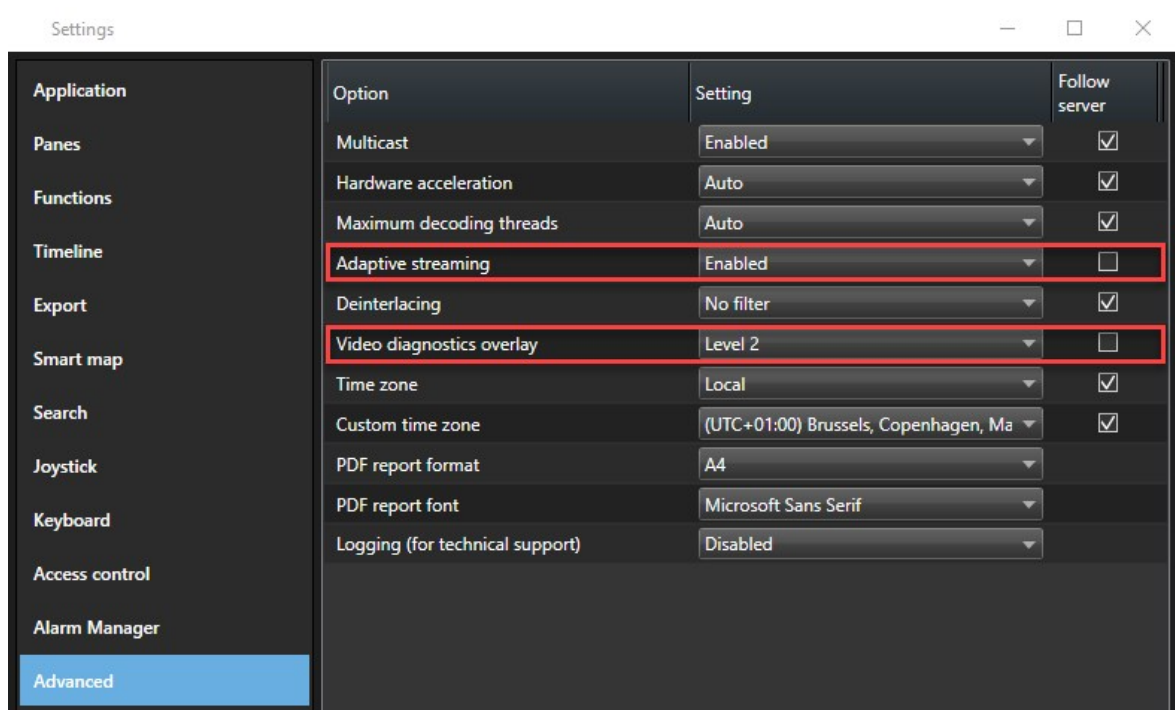 Settings
Application
Panes
Functions
Timeline
Export
Smart map
Search
Joystick
Keyboard
Access control
Alarm Manager
Advanced
Option Setting Follow server
Multicast Enabled
Hardware acceleration Auto
Maximum decoding threads Auto
Adaptive streaming Enabled
Deinterlacing No filter
Video diagnostics overlay Level 2
Time zone Local
Custom time zone (UTC+01:00) Brussels, Copenhagen, Ma
PDF report format A4
PDF report font Microsoft Sans Serif
Logging (for technical support) Disabled